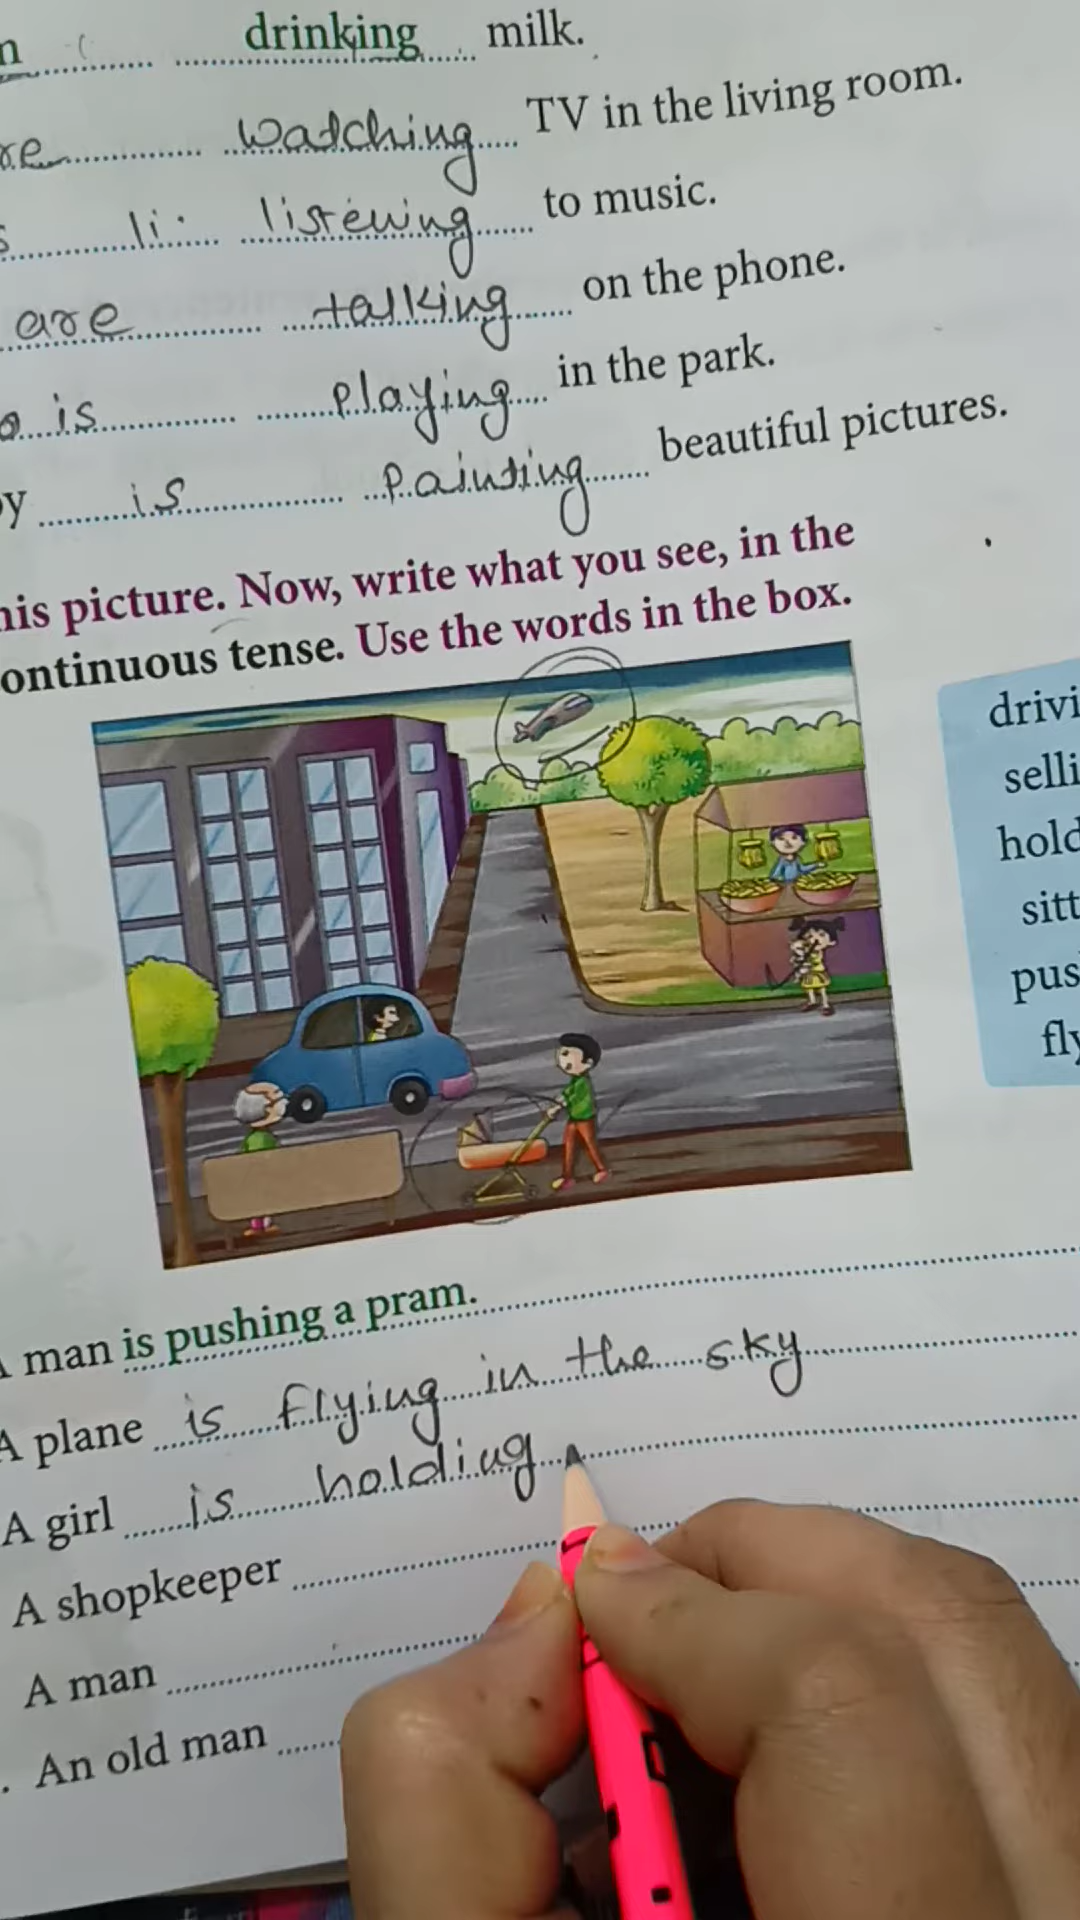 drinking milk.
watching TV in the living room.
li. listening to music.
are talking on the phone.
is playing in the park.
is painting beautiful pictures.
his picture. Now, write what you see, in the
ontinuous tense. Use the words in the box.
drivi
selli
hold
sitt
pus
fly
man is pushing a pram.
A plane is flying in the sky
A girl is holding
A shopkeeper
A man
. An old man